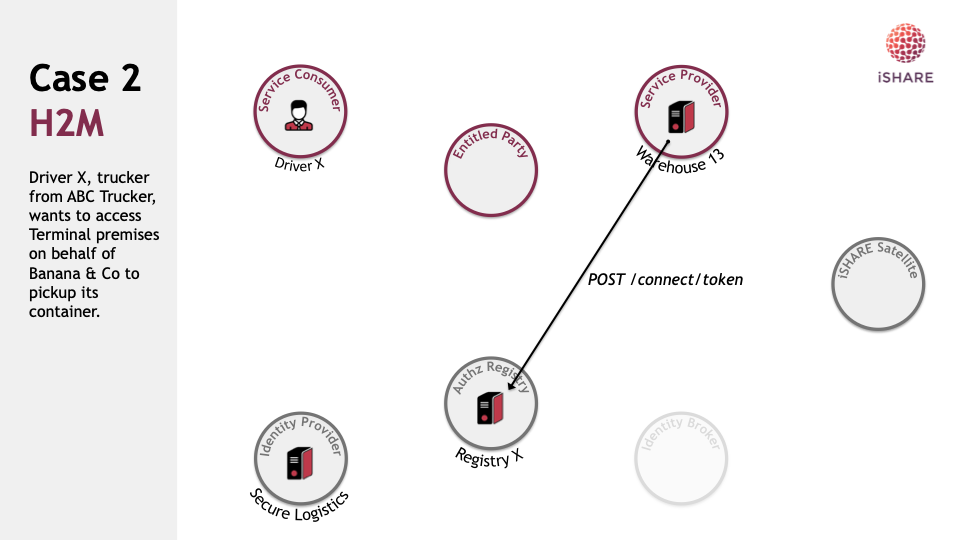 Case 2
H2M
Driver X, trucker
from ABC Trucker,
wants to access
Terminal premises
on behalf of
Banana & Co to
pickup its
container.
iSHARE
Service Consumer
Driver X
Entitled Party
Service Provider
Warehouse 13
iSHARE Satellite
POST /connect/token
Authz Registry
Registry X
Identity Provider
Secure Logistics
Identity Broker